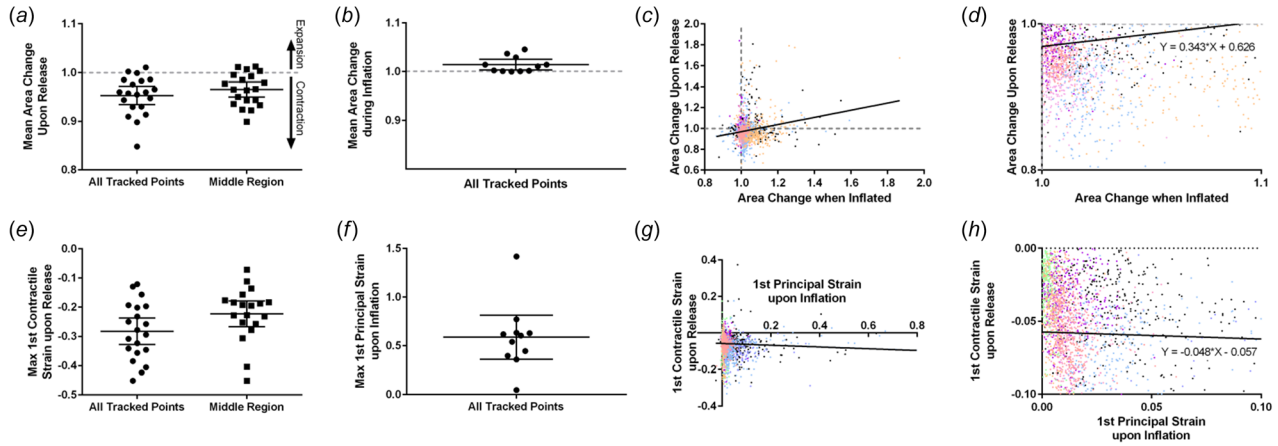 (a)
Mean Area Change
Upon Release
1.1
1.0
0.9
0.8
All Tracked Points
Middle Region
Expansion
Contraction
(b)
Mean Area Change
during Inflation
1.1
1.0
0.9
All Tracked Points
(c)
Area Change Upon Release
2.0
1.8
1.6
1.4
1.2
1.0
0.8
0.6
0.8
1.0
1.2
1.4
1.6
1.8
2.0
Area Change when Inflated
(d)
Area Change Upon Release
1.0
0.9
0.8
Y = 0.343*X + 0.626
1.0
1.1
Area Change when Inflated
(e)
Max 1st Contractile
Strain upon Release
0.0
-0.1
-0.2
-0.3
-0.4
-0.5
All Tracked Points
Middle Region
(f)
Max 1st Principal Strain
upon Inflation
1.5
1.0
0.5
0.0
All Tracked Points
(g)
1st Contractile Strain
upon Release
0.4
0.2
-0.2
-0.4
1st Principal Strain
upon Inflation
0.2
0.4
0.6
0.8
(h)
1st Contractile Strain
upon Release
0.00
-0.05
-0.10
Y = -0.048*X - 0.057
0.00
0.05
0.10
1st Principal Strain
upon Inflation